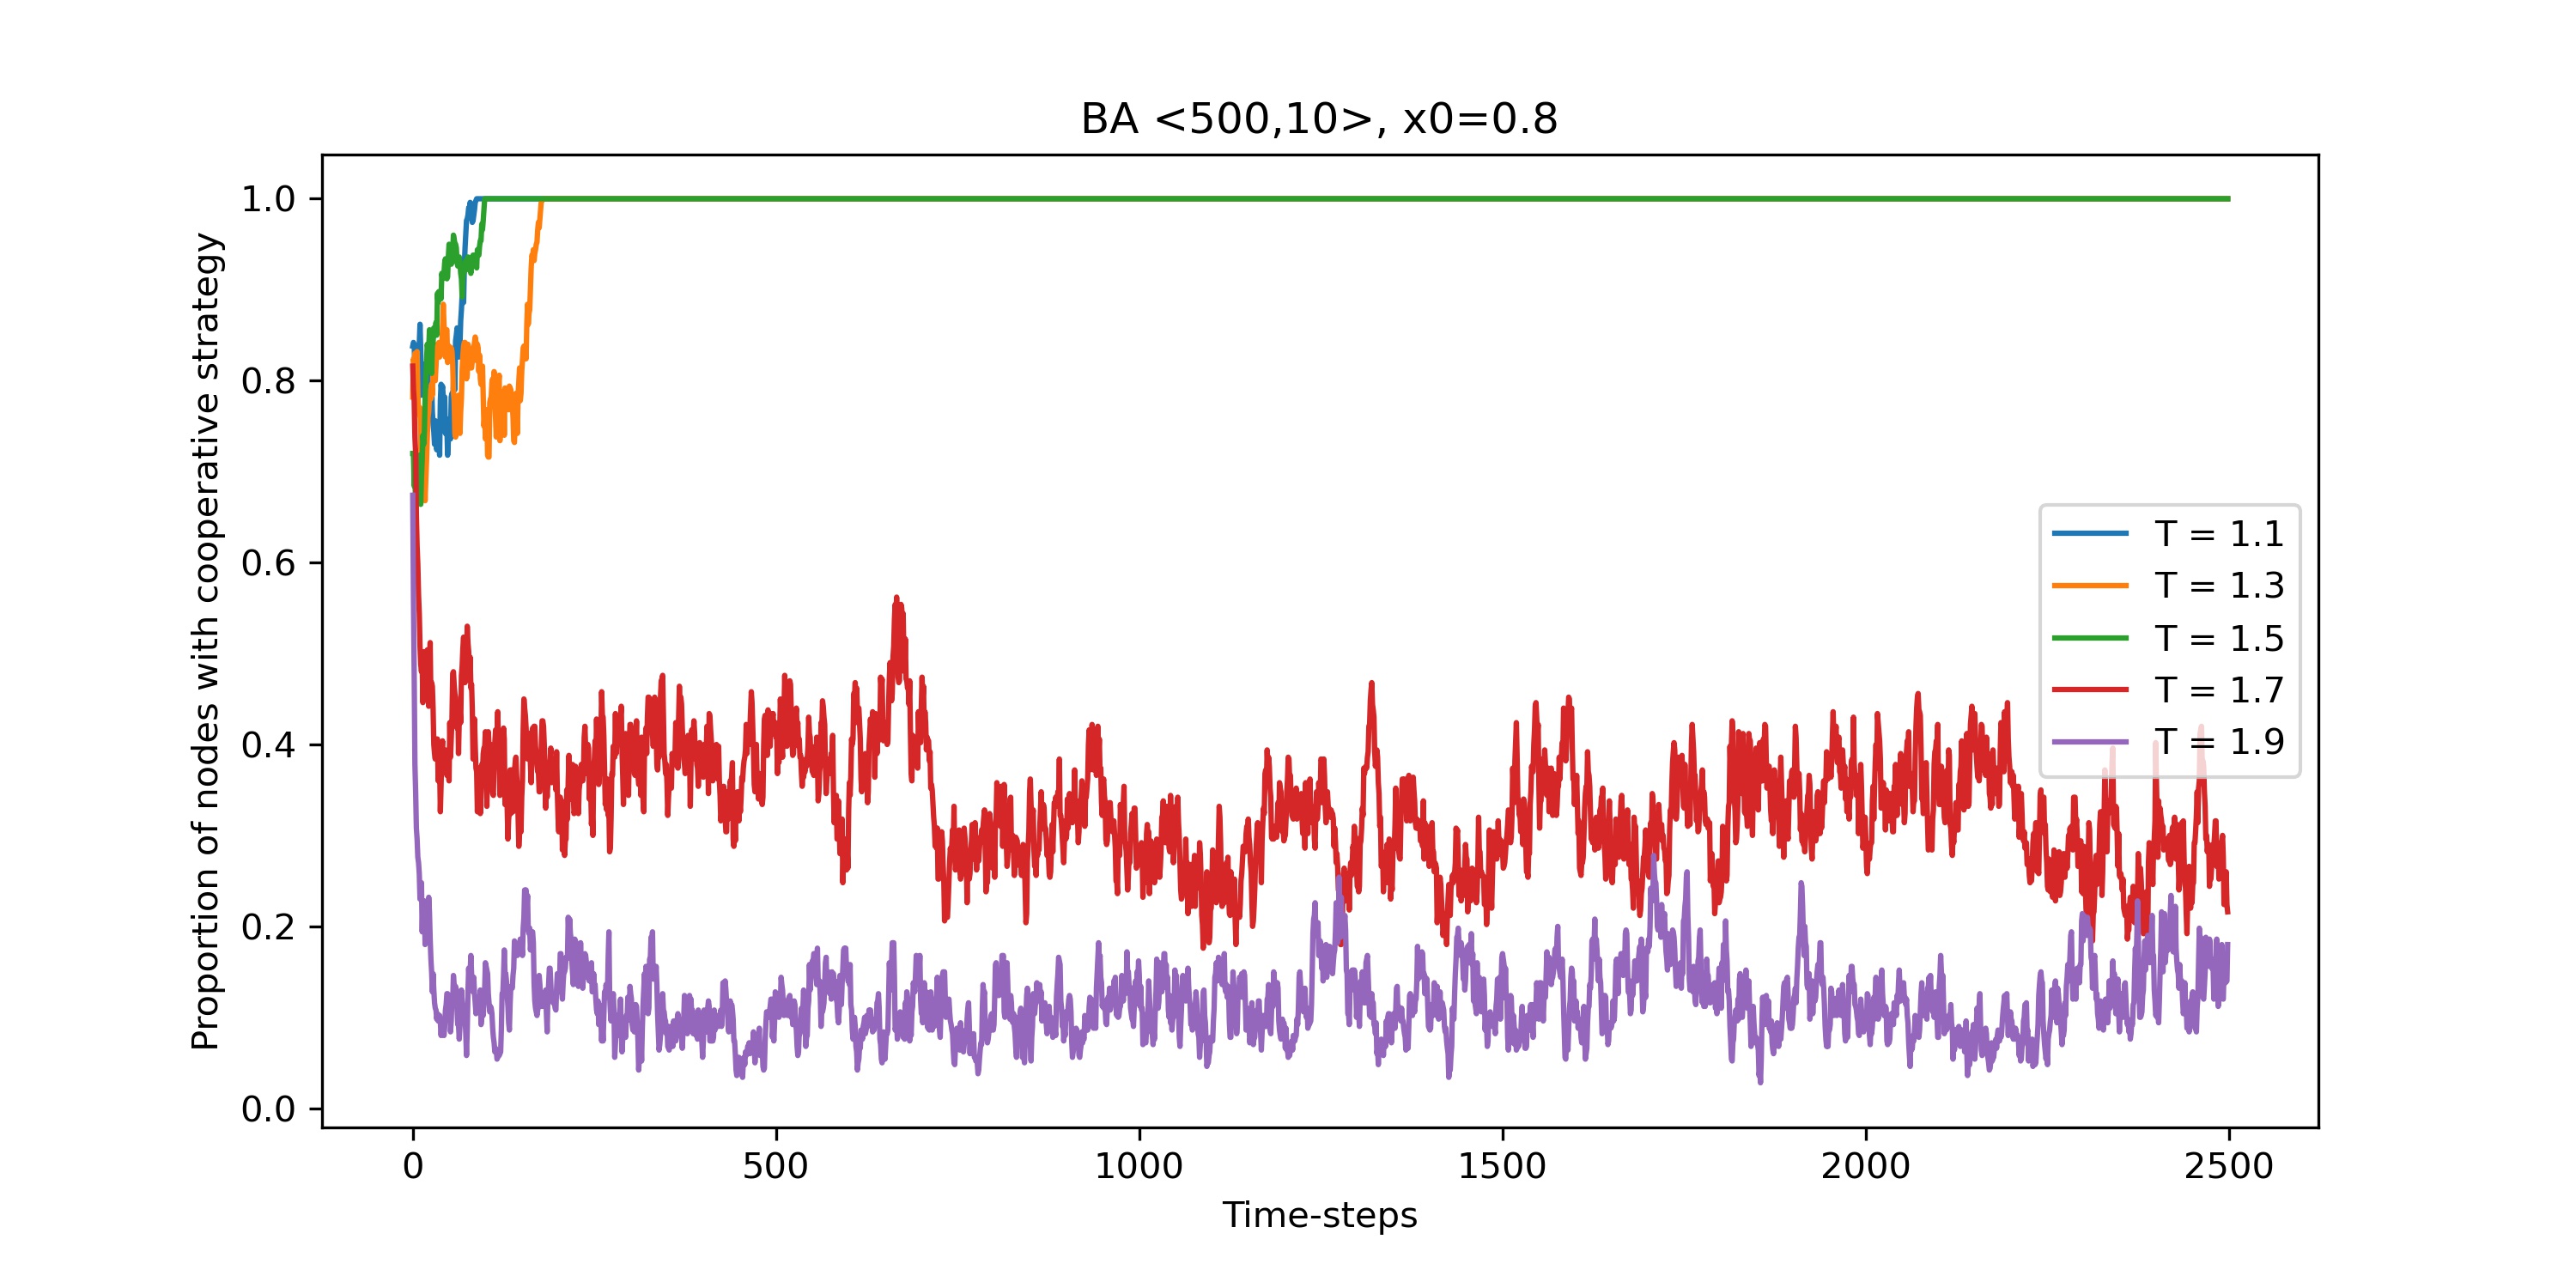 BA <500,10>, x0=0.8
Proportion of nodes with cooperative strategy
1.0
0.8
0.6
0.4
0.2
0.0
T = 1.1
T = 1.3
T = 1.5
T = 1.7
T = 1.9
0 500 1000 1500 2000 2500
Time-steps